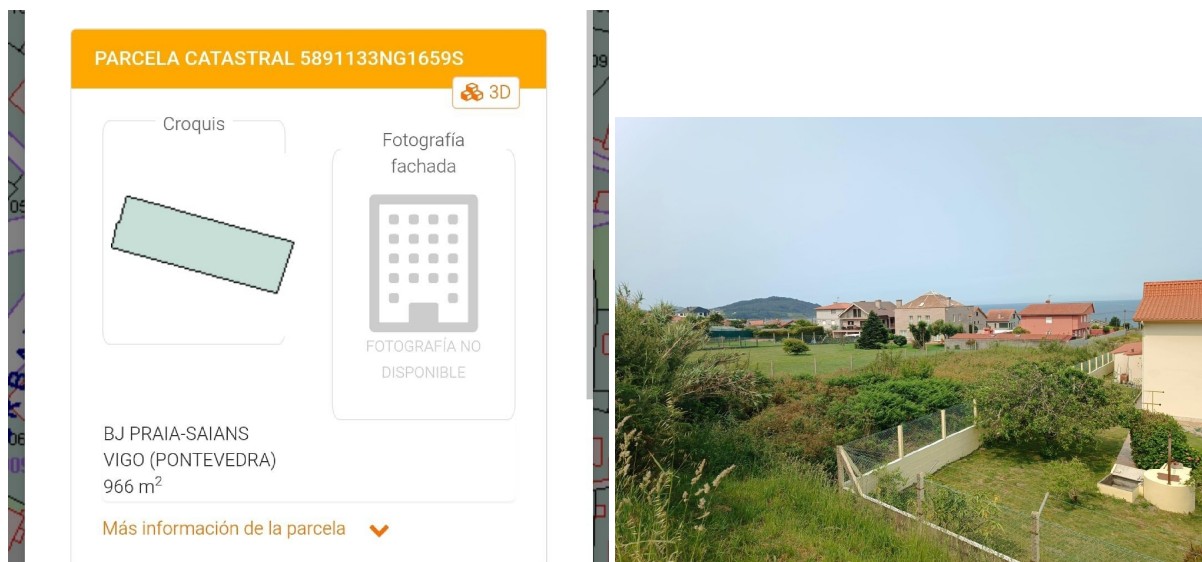 PARCELA CATASTRAL 5891133NG1659S
3D
Croquis
Fotografía
fachada
FOTOGRAFÍA NO
DISPONIBLE
BJ PRAIA-SAIANS
VIGO (PONTEVEDRA)
966 m²
Más información de la parcela